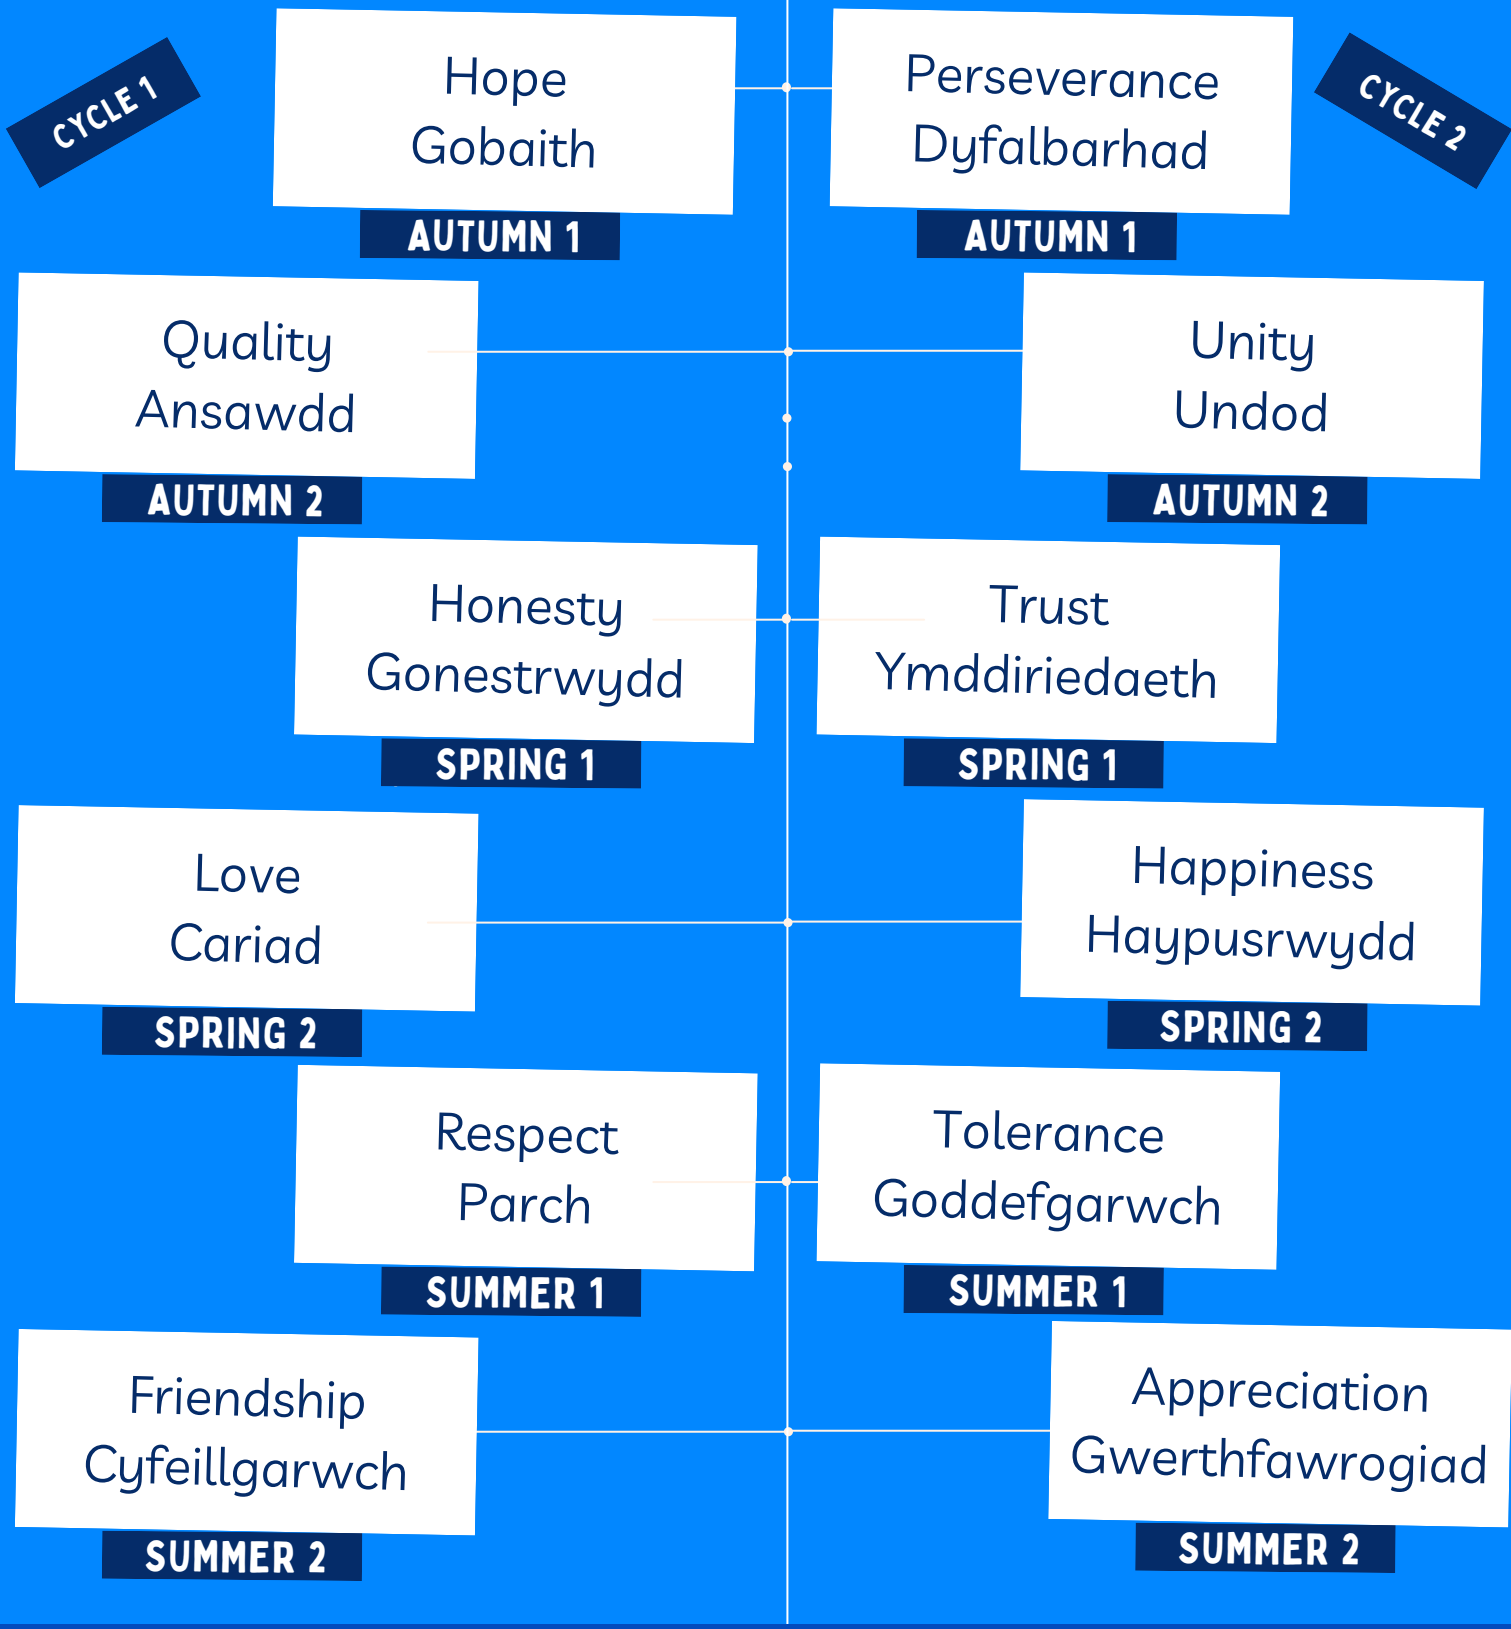 CYCLE 1
Hope
Gobaith
AUTUMN 1
Perseverance
Dyfalbarhad
AUTUMN 1
CYCLE 2
Quality
Ansawdd
AUTUMN 2
Unity
Undod
AUTUMN 2
Honesty
Gonestrwydd
SPRING 1
Trust
Ymddiriedaeth
SPRING 1
Love
Cariad
SPRING 2
Happiness
Haypusrwydd
SPRING 2
Respect
Parch
SUMMER 1
Tolerance
Goddefgarwch
SUMMER 1
Friendship
Cyfeillgarwch
SUMMER 2
Appreciation
Gwerthfawrogiad
SUMMER 2